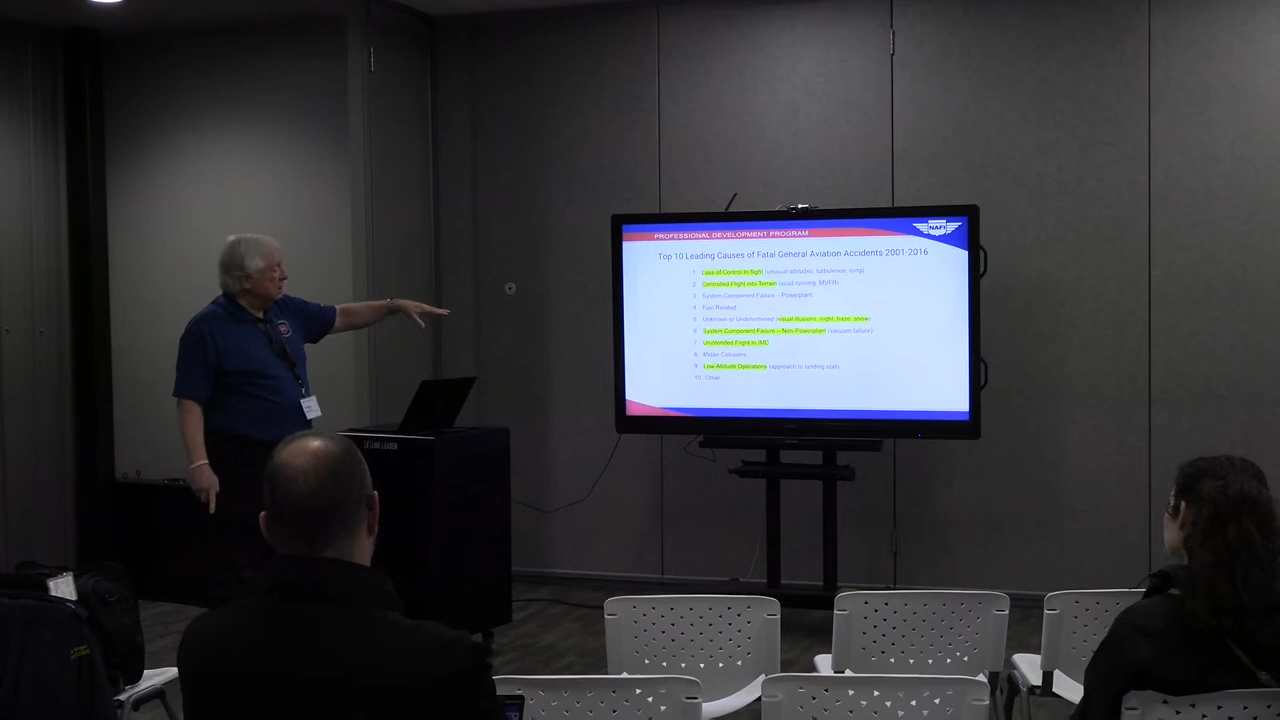 PROFESSIONAL DEVELOPMENT PROGRAM
NAFI
Top 10 Leading Causes of Fatal General Aviation Accidents 2001-2016
1. Loss of Control In flight (unusual attitudes, turbulence, icing)
2. Controlled Flight into Terrain (scud running, MVFR)
3. System Component Failure – Powerplant
4. Fuel Related
5. Unknown or Undetermined (visual illusions, night, haze, snow)
6. System Component Failure – Non-Powerplant (vacuum failure)
7. Unintended Flight In IMC
8. Midair Collisions
9. Low Altitude Operations (approach to landing stall)
10. Other
LINE LEADER